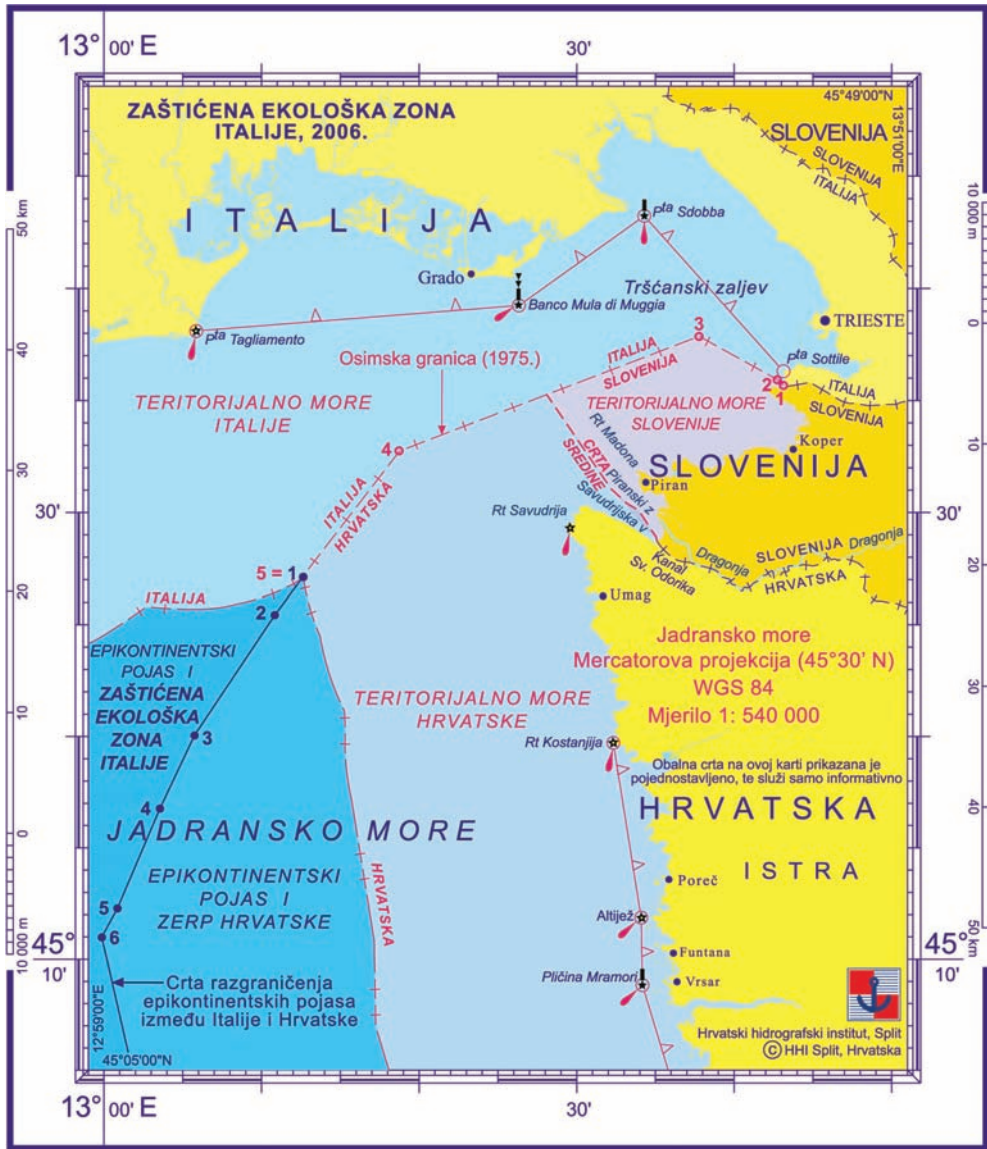 13° 00' E
30'
ZAŠTIĆENA EKOLOŠKA ZONA
ITALIJE, 2006.
45°49'00"N
13°51'00"E
SLOVENIJA
SLOVENIJA
ITALIJA
50 km
10 000 m
ITALIJA
Pta Sdobba
Grado
Banco Mula di Muggia
Tršćanski zaljev
TRIESTE
0
Pta Tagliamento
3
40
Osimska granica (1975.)
ITALIJA
SLOVENIJA
Pta Sottile
2
1
ITALIJA
SLOVENIJA
TERITORIJALNO MORE
ITALIJE
TERITORIJALNO MORE
SLOVENIJE
Koper
10
4
Rt Madona
CRTA
SREDINE
SLOVENIJA
30
Piranski z
Piran
Savudrijska v
ITALIJA
HRVATSKA
30'
Rt Savudrija
30'
Dragonja
SLOVENIJA
Dragonja
HRVATSKA
Kanal
Sv. Odorika
20
5 = 1
20
ITALIJA
2
Umag
EPIKONTINENTSKI
POJAS I
ZAŠTIĆENA
EKOLOŠKA
ZONA
ITALIJE
Jadransko more
Mercatorova projekcija (45°30' N)
WGS 84
Mjerilo 1: 540 000
TERITORIJALNO MORE
HRVATSKE
30
10
3
Rt Kostanjija
Obalna crta na ovoj karti prikazana je
pojednostavljeno, te služi samo informativno
4
HRVATSKA
40
0
JADRANSKO MORE
ISTRA
EPIKONTINENTSKI
POJAS I
ZERP HRVATSKE
HRVATSKA
Poreč
5
Altijež
6
50 km
10 000 m
45°
10'
Funtana
45°
10'
Pličina Mramori
Vrsar
Crta razgraničenja
epikontinentskih pojasa
između Italije i Hrvatske
12°59'00"E
45°05'00"N
Hrvatski hidrografski institut, Split
© HHI Split, Hrvatska
13° 00' E
30'